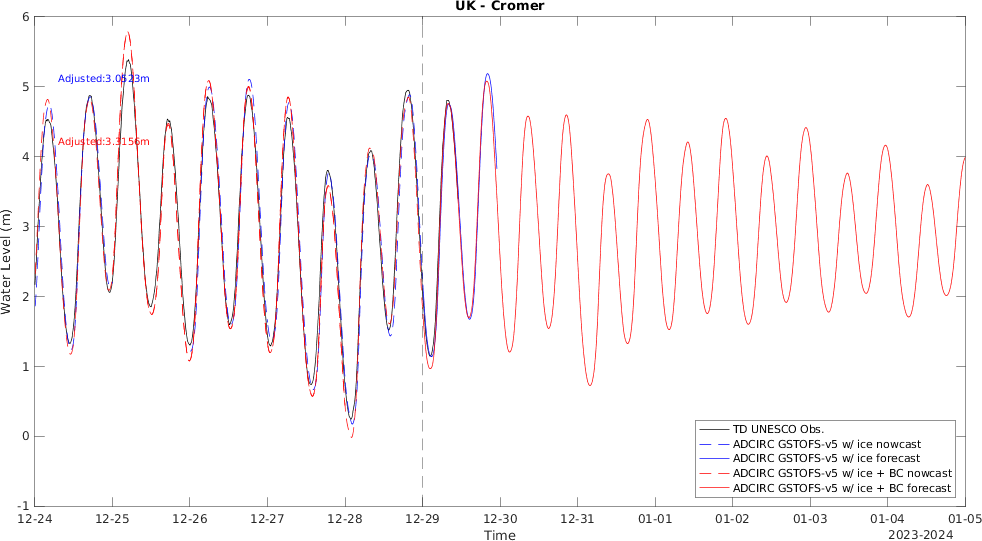 UK - Cromer
6
5
4
3
2
1
0
-1
Water Level (m)
Adjusted:3.0523m
Adjusted:3.3156m
TD UNESCO Obs.
ADCIRC GSTOFS-v5 w/ ice nowcast
ADCIRC GSTOFS-v5 w/ ice forecast
ADCIRC GSTOFS-v5 w/ ice + BC nowcast
ADCIRC GSTOFS-v5 w/ ice + BC forecast
12-24 12-25 12-26 12-27 12-28 12-29 12-30 12-31 01-01 01-02 01-03 01-04 01-05
Time
2023-2024